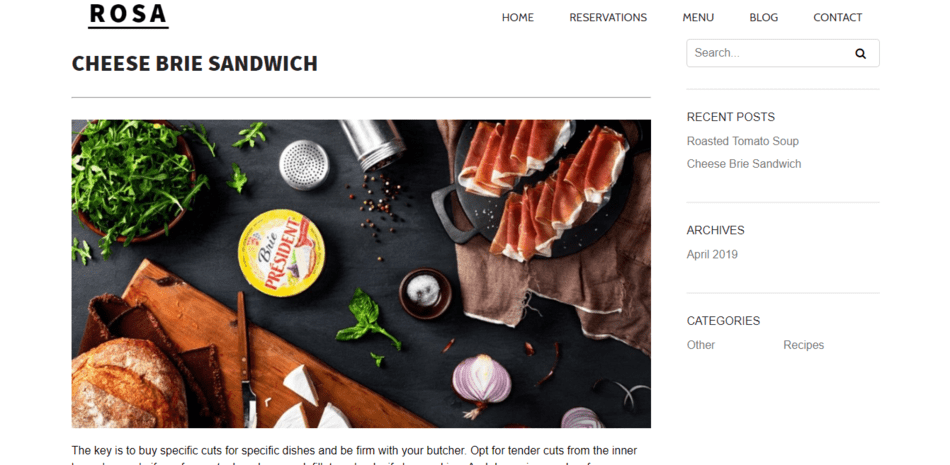 ROSA
HOME RESERVATIONS MENU BLOG CONTACT
CHEESE BRIE SANDWICH
Brie
PRÉSIDENT
The key is to buy specific cuts for specific dishes and be firm with your butcher. Opt for tender cuts from the inner
Search...
RECENT POSTS
Roasted Tomato Soup
Cheese Brie Sandwich
ARCHIVES
April 2019
CATEGORIES
Other Recipes